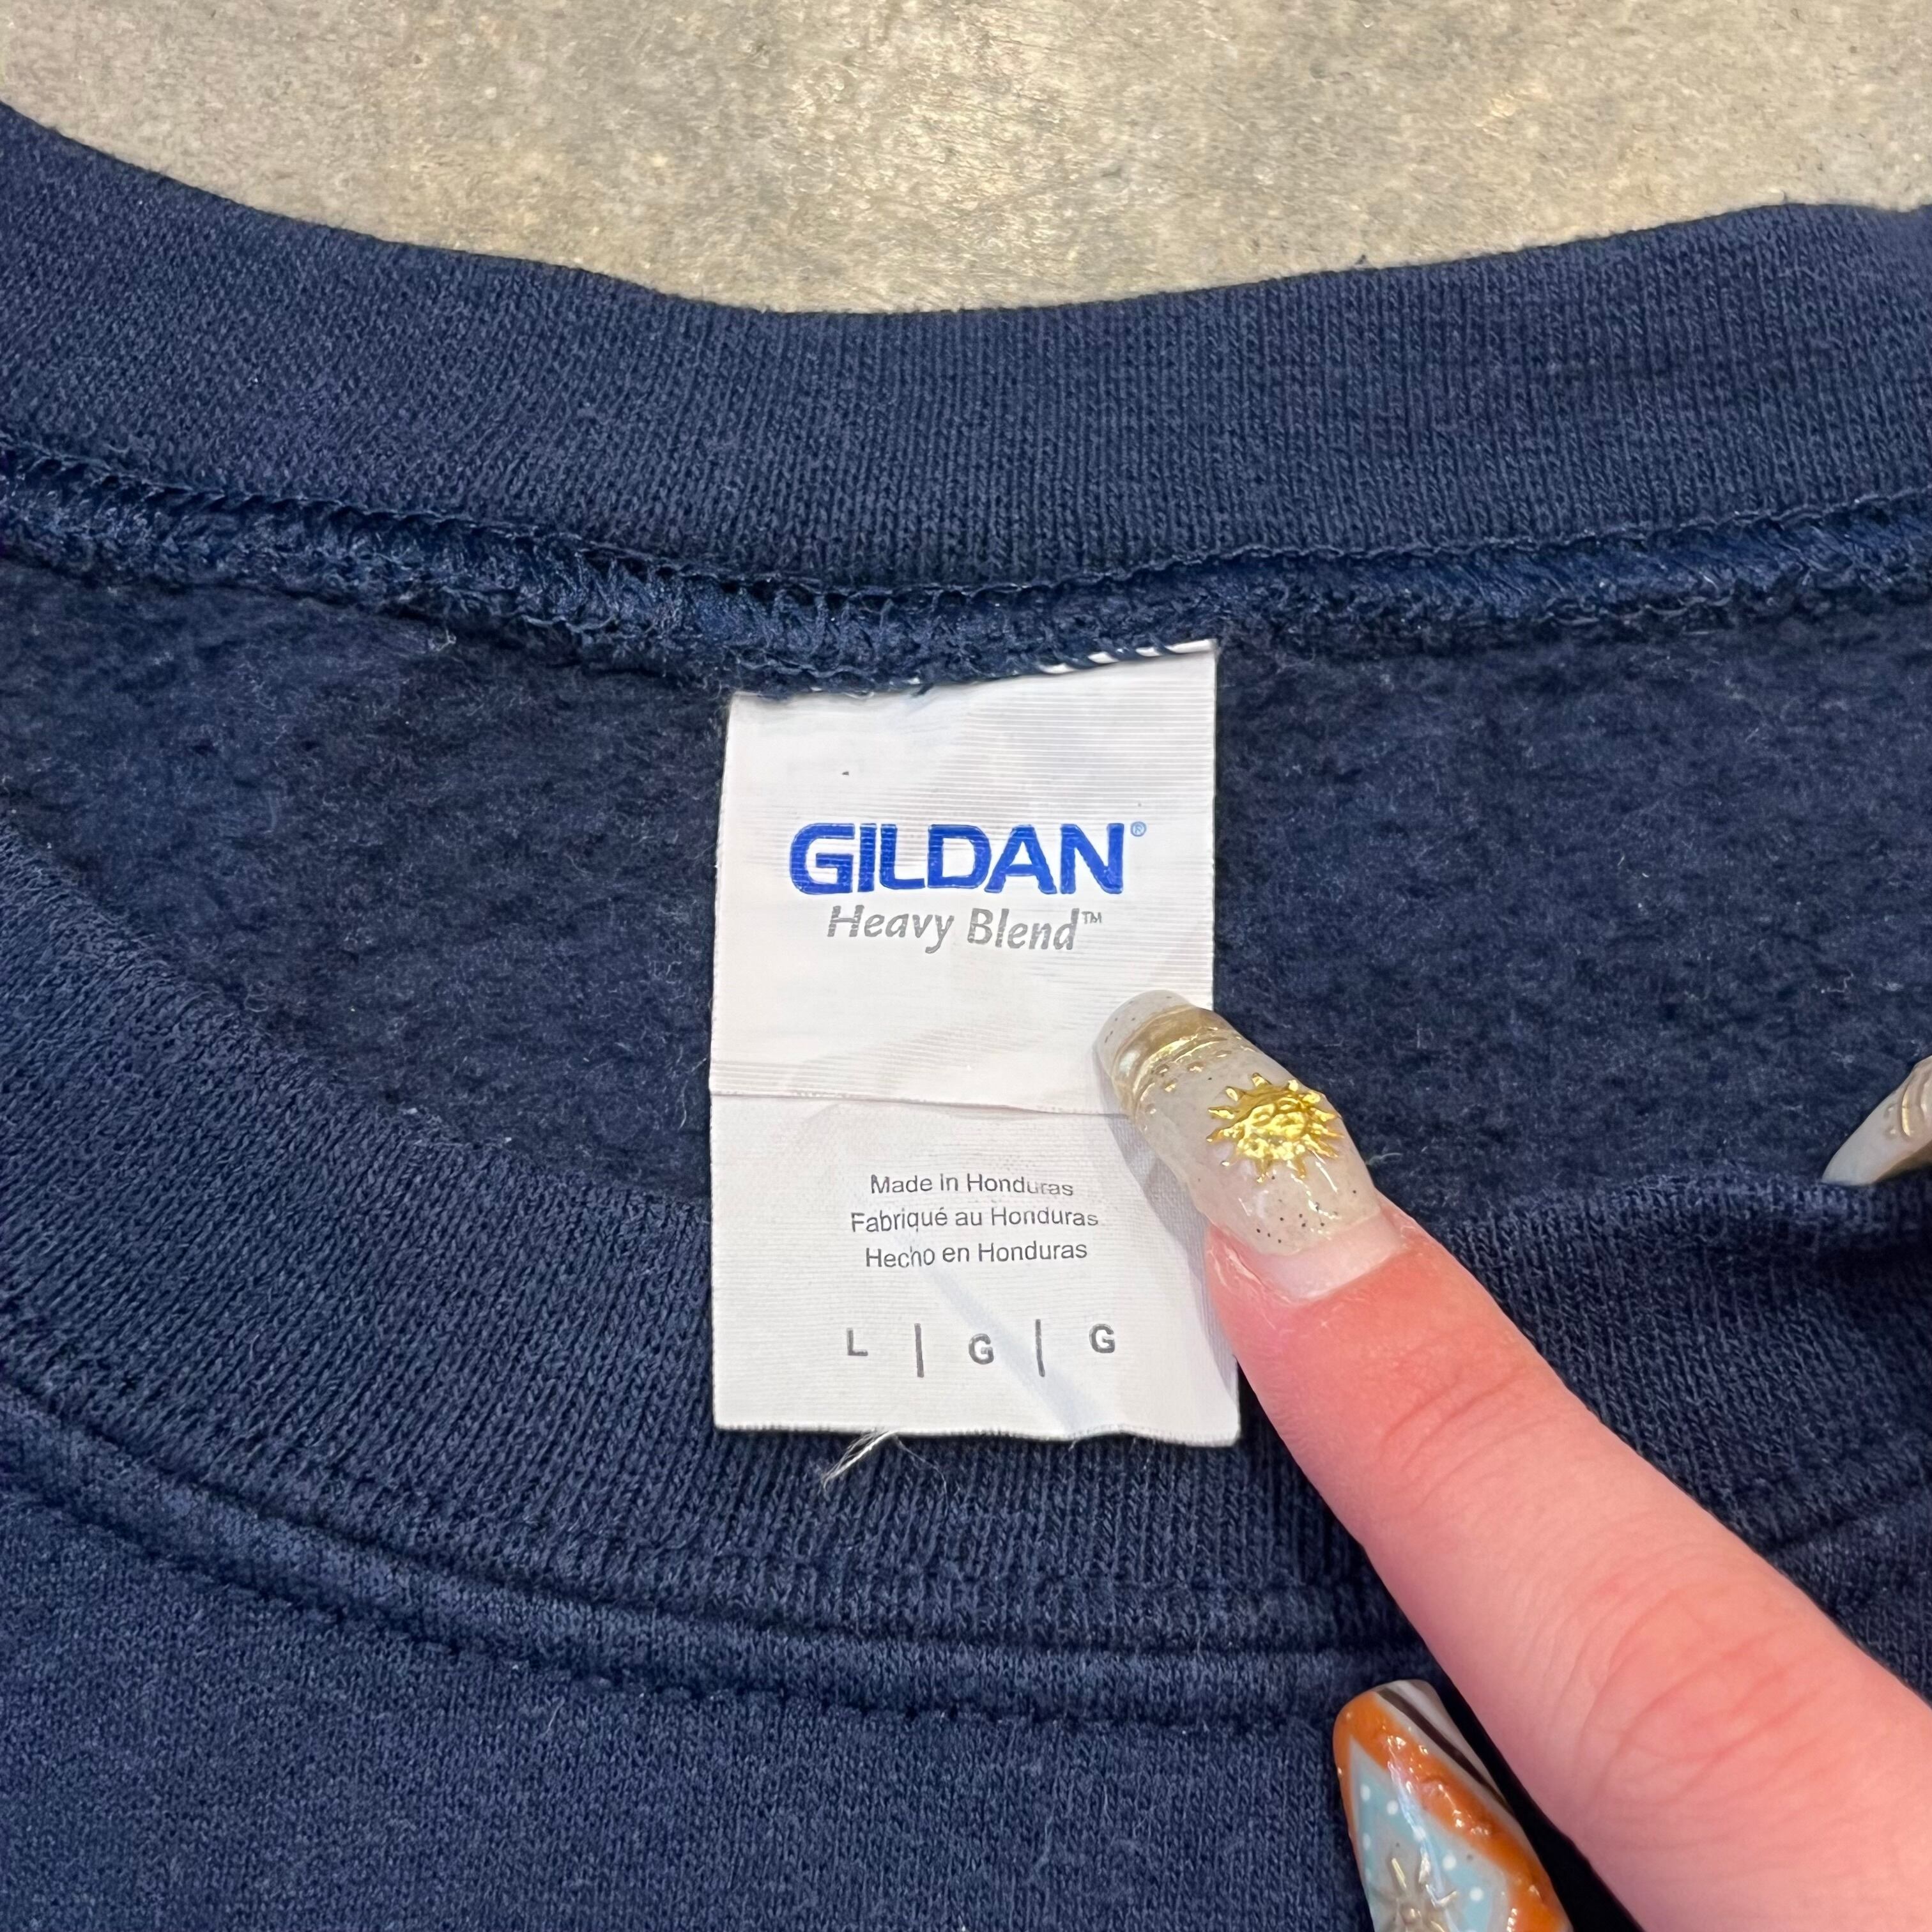 GILDAN®
Heavy Blend™
Made in Honduras
Fabriqué au Honduras
Hecho en Honduras
L | G | G